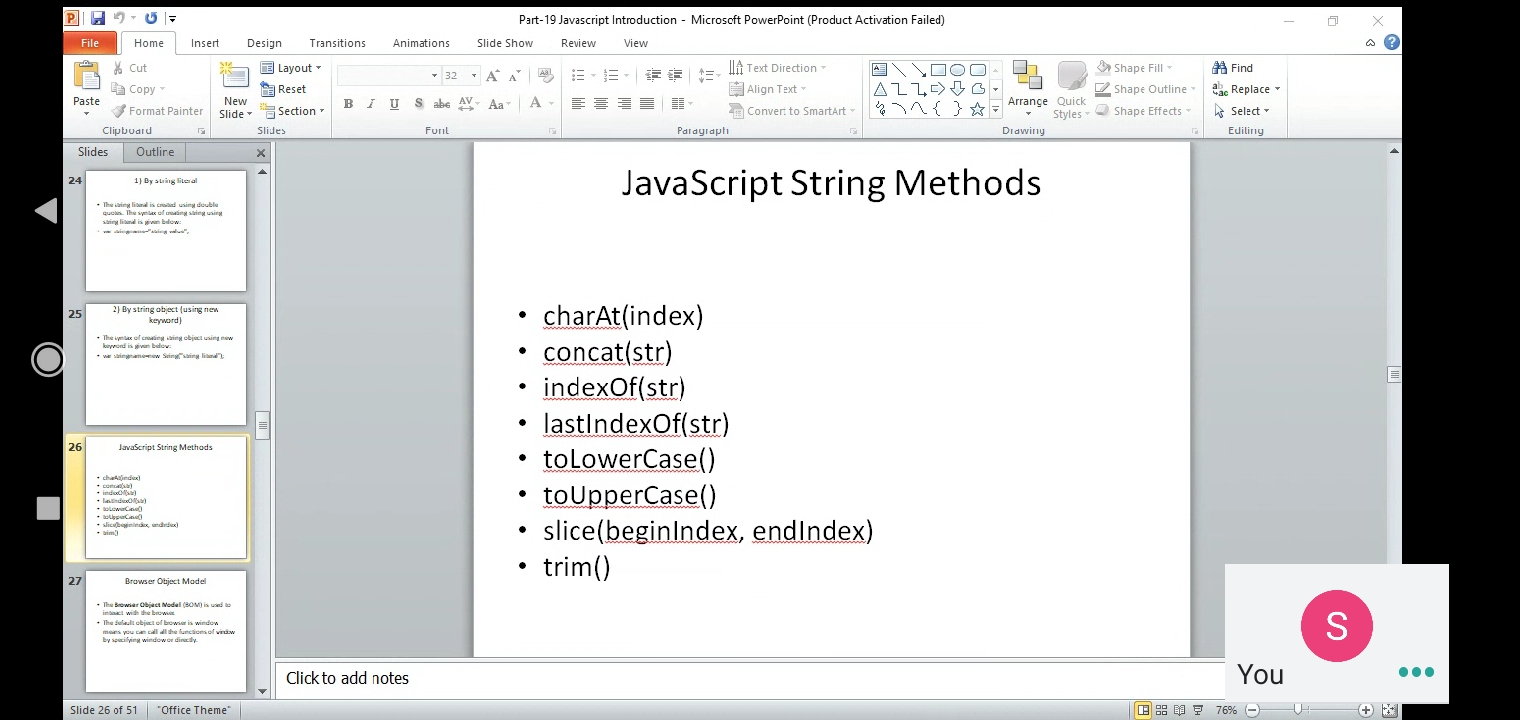 Part-19 Javascript Introduction - Microsoft PowerPoint (Product Activation Failed)
File Home Insert Design Transitions Animations Slide Show Review View
Paste
Cut
Copy
Format Painter
Clipboard
New Slide
Layout
Reset
Section
Slides
32
B I U S abc AV Aa A
Font
Text Direction
Align Text
Convert to SmartArt
Paragraph
Arrange
Quick Styles
Shape Fill
Shape Outline
Shape Effects
Drawing
Find
Replace
Select
Editing
Slides Outline
24
1) By string literal
• The string literal is created using double
quotes. The syntax of creating string using
string literal is given below:
• var stringname="string value";
25
2) By string object (using new
keyword)
• The syntax of creating string object using new
keyword is given below:
• var stringname=new String("string literal");
26
JavaScript String Methods
• charAt(index)
• concat(str)
• indexOf(str)
• lastIndexOf(str)
• toLowerCase()
• toUpperCase()
• slice(beginIndex, endIndex)
• trim()
27
Browser Object Model
• The Browser Object Model (BOM) is used to
interact with the browser.
• The default object of browser is window
means you can call all the functions of window
by specifying window or directly.
JavaScript String Methods
• charAt(index)
• concat(str)
• indexOf(str)
• lastIndexOf(str)
• toLowerCase()
• toUpperCase()
• slice(beginIndex, endIndex)
• trim()
Click to add notes
S
You
Slide 26 of 51 "Office Theme" 76%